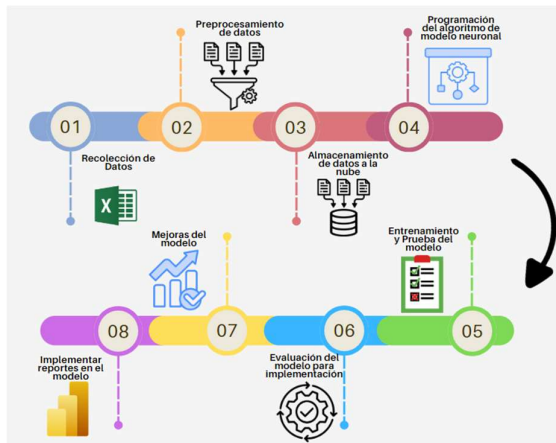 01
Recolección de
Datos
X
02
Preprocesamiento
de datos
03
Almacenamiento
de datos a la
nube
04
Programación
del algoritmo de
modelo neuronal
05
Entrenamiento
y Prueba del
modelo
06
Evaluación del
modelo para
implementación
07
Mejoras del
modelo
08
Implementar
reportes en el
modelo